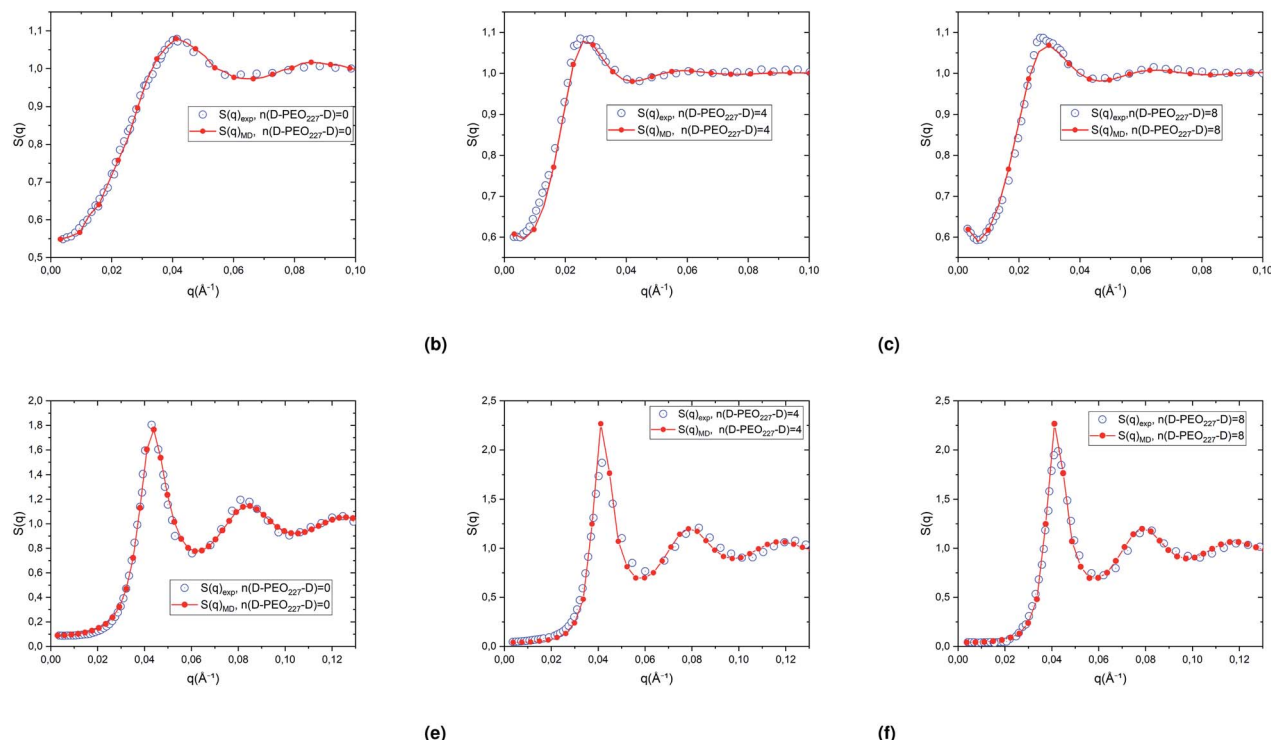 1,1
1,0
0,9
0,8
0,7
0,6
0,5
S(q)
S(q)exp, n(D-PEO227-D)=0
S(q)MD, n(D-PEO227-D)=0
0,00 0,02 0,04 0,06 0,08 0,10
q(Å⁻¹)
1,1
1,0
0,9
0,8
0,7
0,6
S(q)
S(q)exp, n(D-PEO227-D)=4
S(q)MD, n(D-PEO227-D)=4
0,00 0,02 0,04 0,06 0,08 0,10
q(Å⁻¹)
1,1
1,0
0,9
0,8
0,7
0,6
S(q)
S(q)exp,n(D-PEO227-D)=8
S(q)MD, n(D-PEO227-D)=8
0,00 0,02 0,04 0,06 0,08 0,10
q(Å⁻¹)
(b)
(c)
2,0
1,8
1,6
1,4
1,2
1,0
0,8
0,6
0,4
0,2
0,0
S(q)
S(q)exp, n(D-PEO227-D)=0
S(q)MD, n(D-PEO227-D)=0
0,00 0,02 0,04 0,06 0,08 0,10 0,12
q(Å⁻¹)
2,5
2,0
1,5
1,0
0,5
0,0
S(q)
S(q)exp, n(D-PEO227-D)=4
S(q)MD, n(D-PEO227-D)=4
0,00 0,02 0,04 0,06 0,08 0,10 0,12
q(Å⁻¹)
2,5
2,0
1,5
1,0
0,5
0,0
S(q)
S(q)exp, n(D-PEO227-D)=8
S(q)MD, n(D-PEO227-D)=8
0,00 0,02 0,04 0,06 0,08 0,10 0,12
q(Å⁻¹)
(e)
(f)